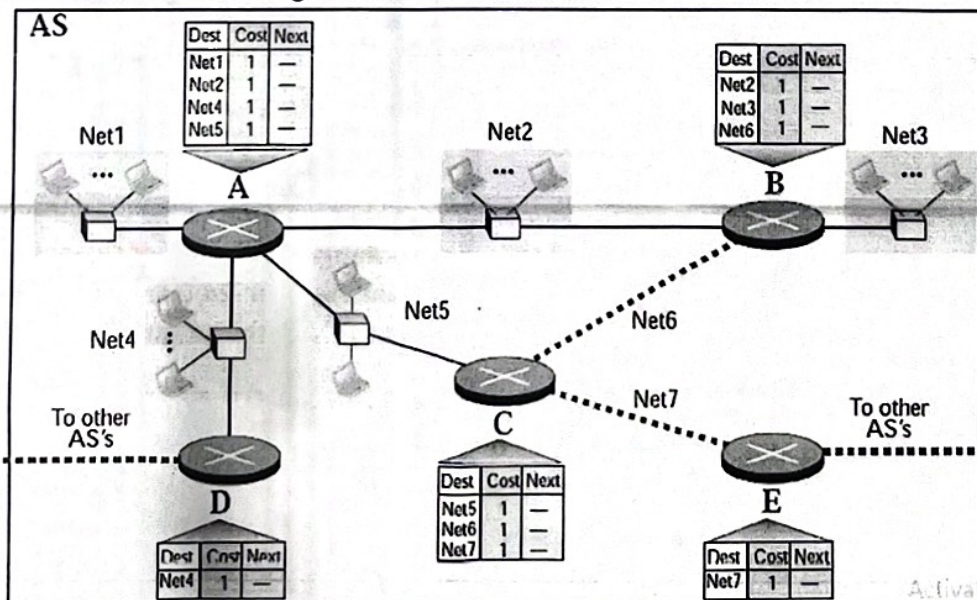 AS
Dest Cost Next
Net1 1 —
Net2 1 —
Net4 1 —
Net5 1 —
Dest Cost Next
Net2 1 —
Net3 1 —
Net6 1 —
Net1
Net2
Net3
A
B
Net4
Net5
Net6
Net7
To other
AS's
To other
AS's
C
D
E
Dest Cost Next
Net5 1 —
Net6 1 —
Net7 1 —
Dest Cost Next
Net4 1 —
Dest Cost Next
Net7 1 —
Activa